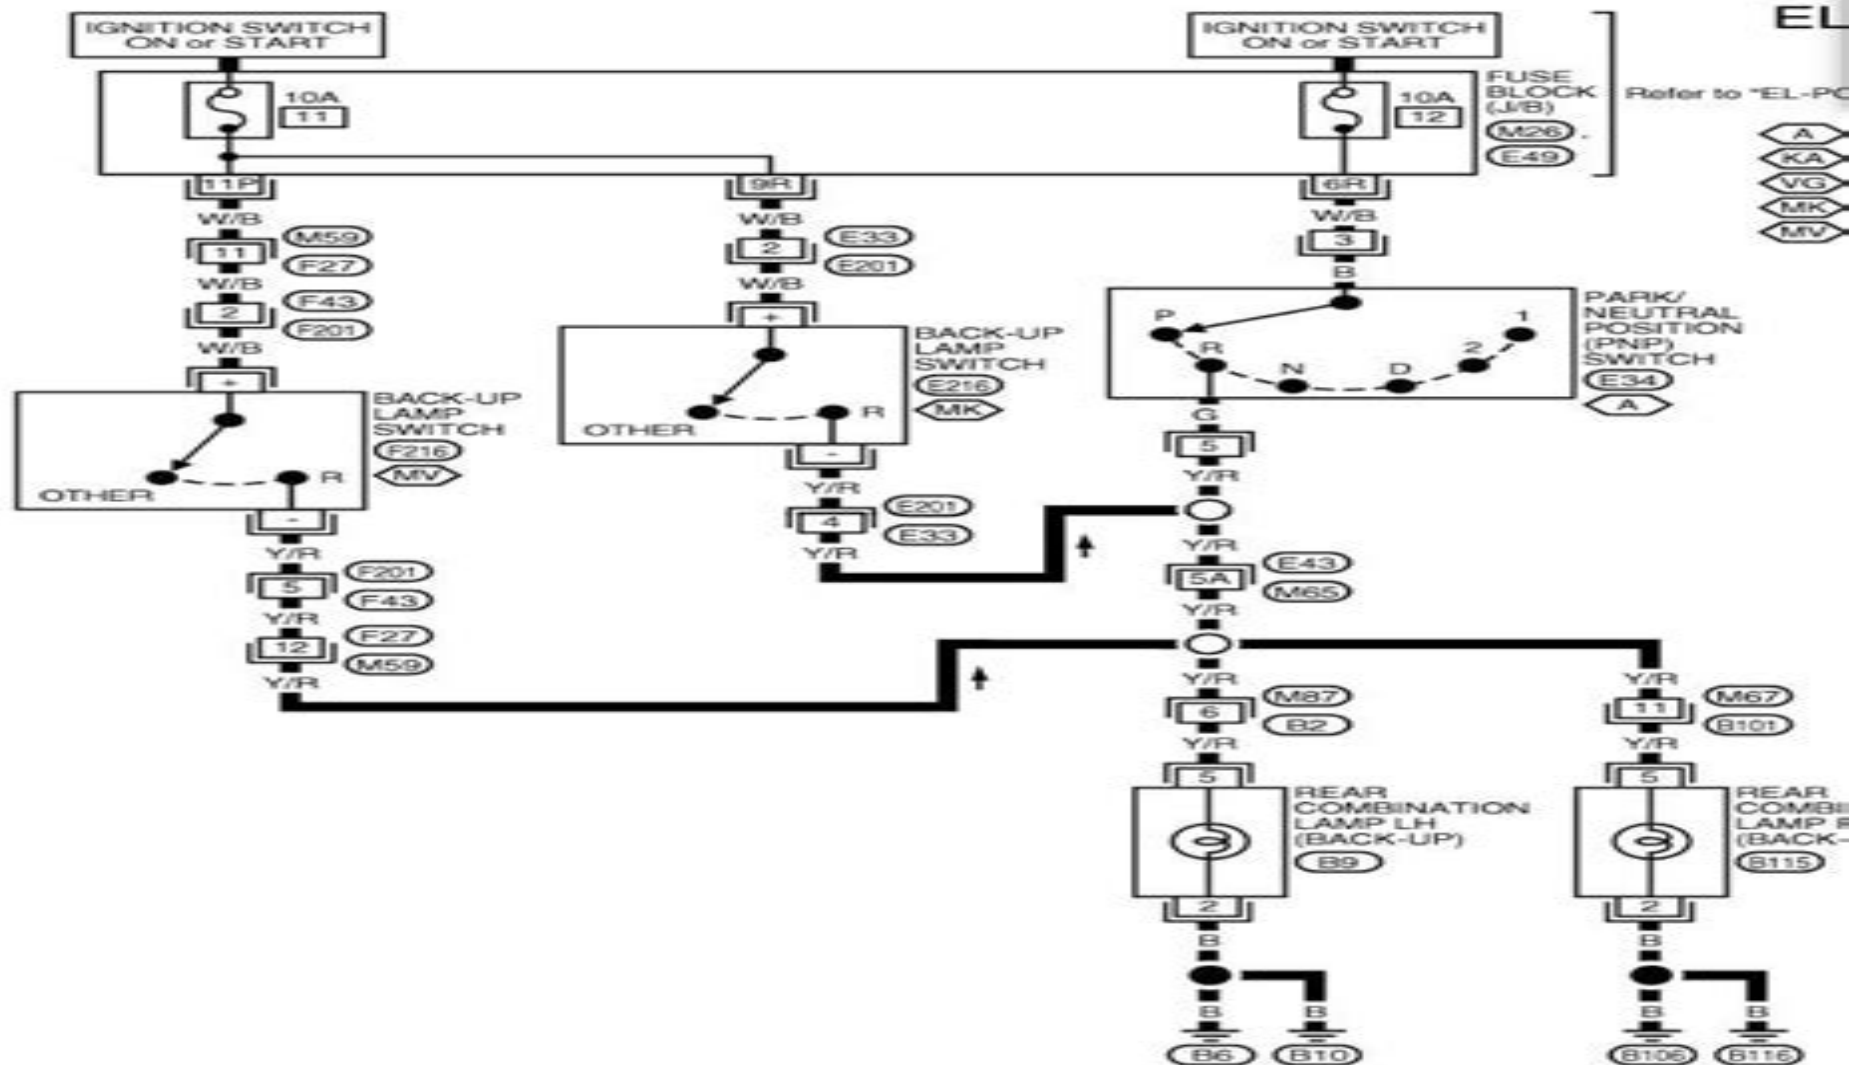 IGNITION SWITCH
ON or START
IGNITION SWITCH
ON or START
EL
10A
11
10A
12
FUSE
BLOCK
(J/B)
M26
E49
Refer to "EL-PO
A
KA
VG
MK
MV
11P
9R
6R
W/B
W/B
W/B
11
M59
F27
2
E33
E201
3
W/B
W/B
B
2
F43
F201
W/B
+
+
BACK-UP
LAMP
SWITCH
E216
MK
OTHER
R
-
P
R
N
D
2
1
PARK/
NEUTRAL
POSITION
(PNP)
SWITCH
E34
A
BACK-UP
LAMP
SWITCH
F216
MV
OTHER
R
-
G
5
Y/R
Y/R
4
E201
E33
Y/R
Y/R
5
F201
F43
Y/R
12
F27
M59
Y/R
Y/R
5A
E43
M65
Y/R
Y/R
6
M87
B2
Y/R
5
Y/R
11
M67
B101
Y/R
5
REAR
COMBINATION
LAMP LH
(BACK-UP)
B9
REAR
COMBI
LAMP R
(BACK-
B115
2
2
B
B
B
B
B
B
B6
B10
B106
B116